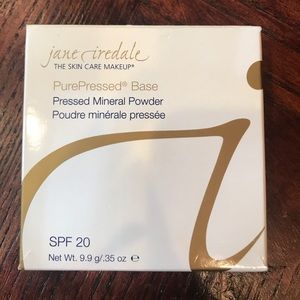 jane iredale
THE SKIN CARE MAKEUP®
PurePressed® Base
Pressed Mineral Powder
Poudre minérale pressée
SPF 20
Net Wt. 9.9 g/.35 oz e